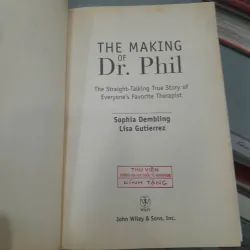 THE MAKING
OF
Dr. Phil
The Straight-Talking True Story of
Everyone's Favorite Therapist
Sophia Dembling
Lisa Gutierrez
THƯ VIỆN
WILEY
John Wiley & Sons, Inc.